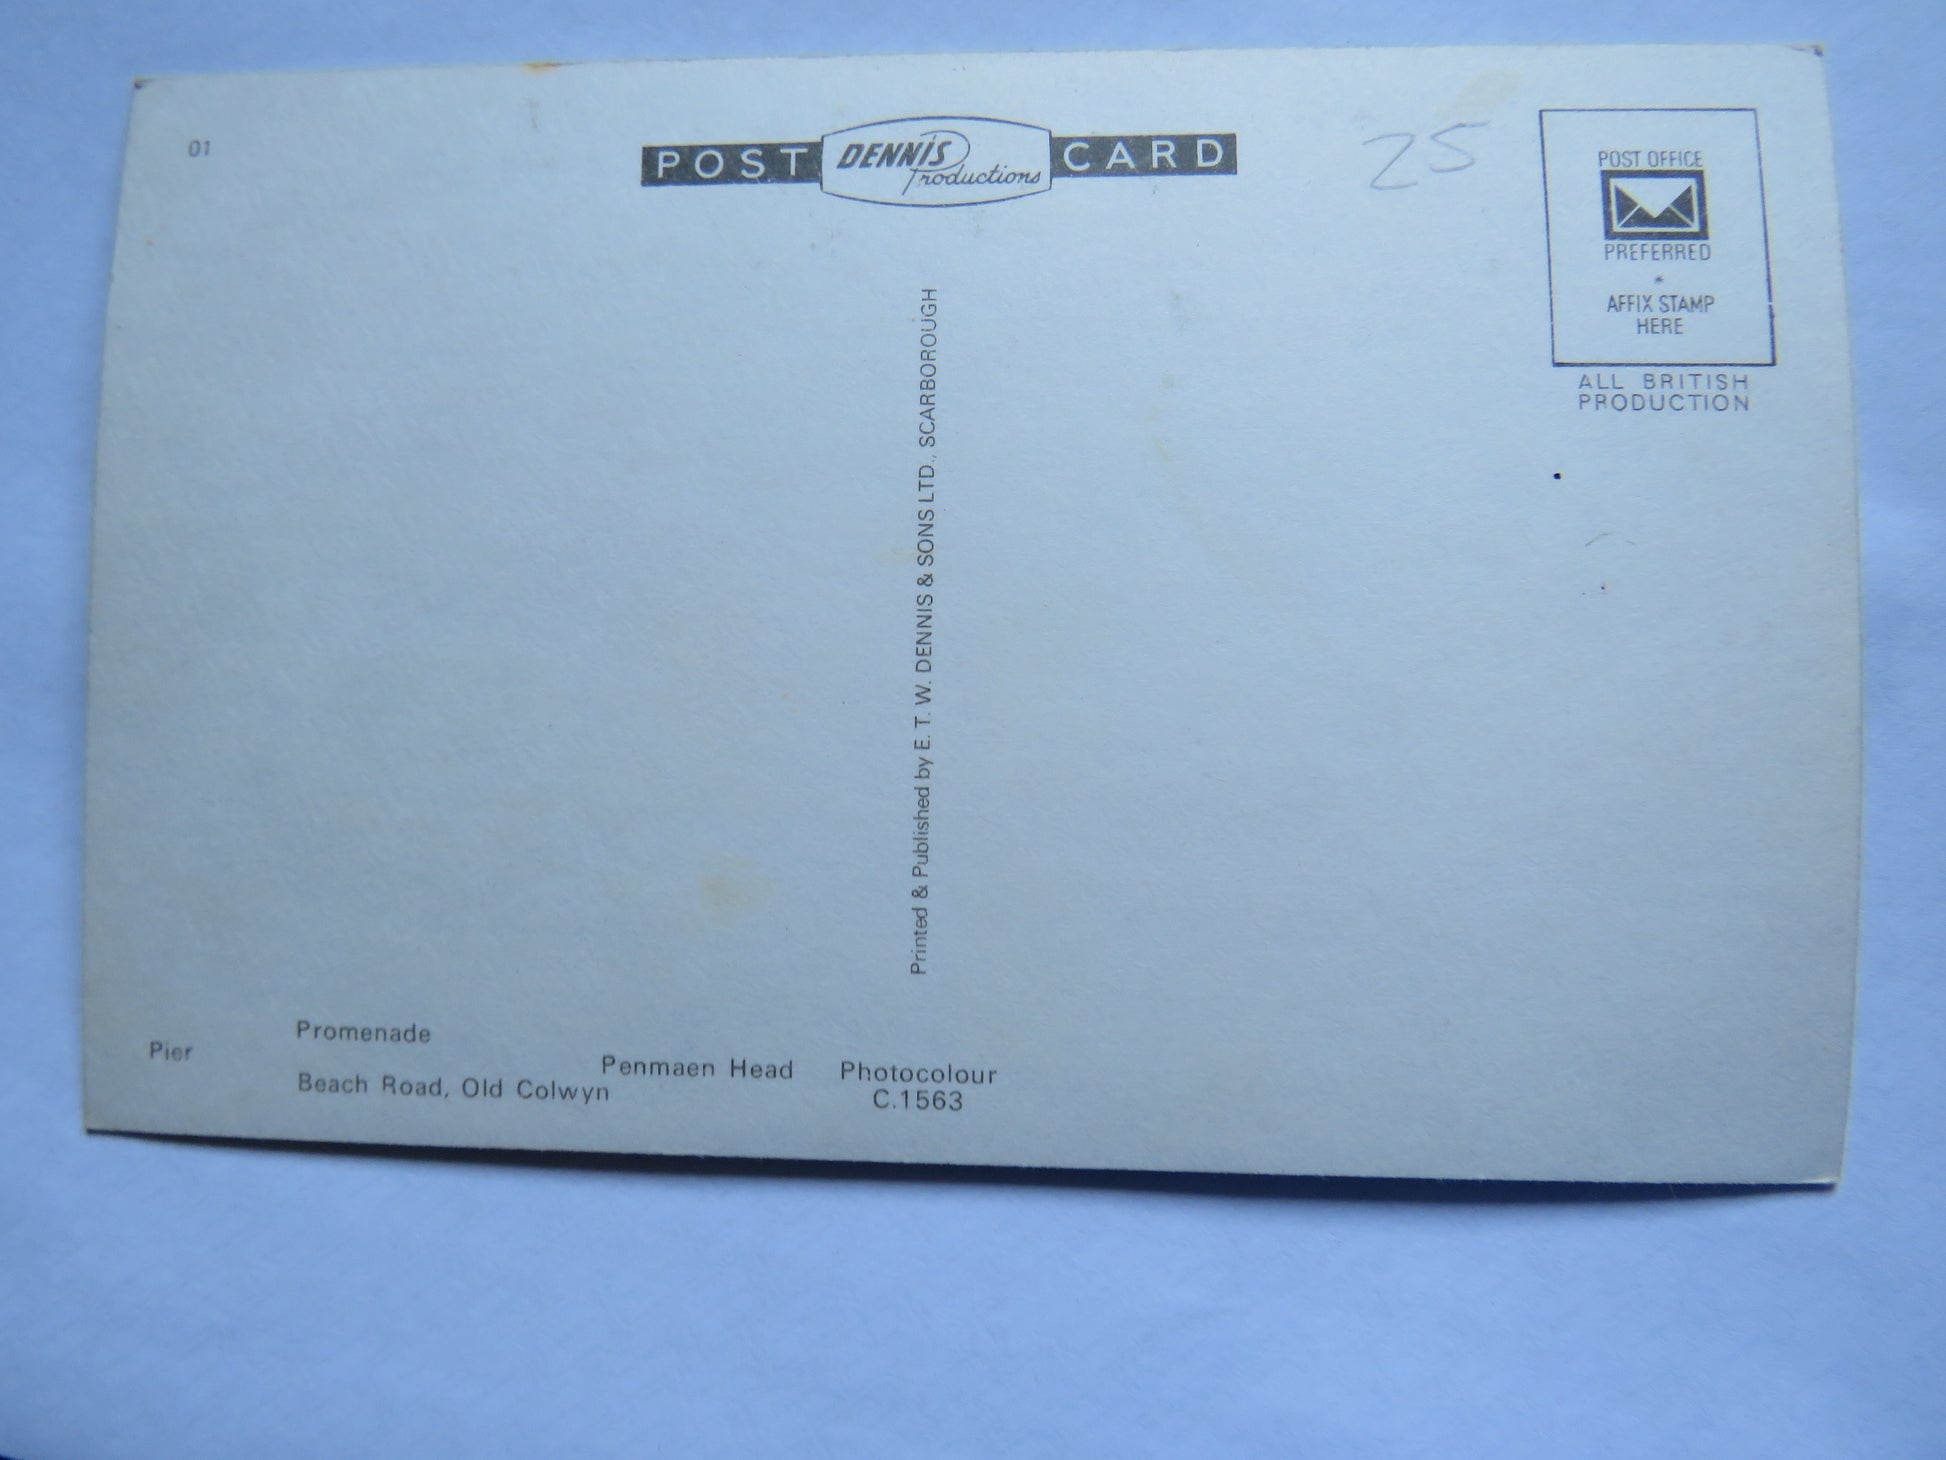 01
POST DENNIS Productions CARD
25
POST OFFICE
PREFERRED
*
AFFIX STAMP
HERE
ALL BRITISH
PRODUCTION
Printed & Published by E. T. W. DENNIS & SONS LTD., SCARBOROUGH
Pier
Promenade
Beach Road, Old Colwyn
Penmaen Head
Photocolour
C.1563